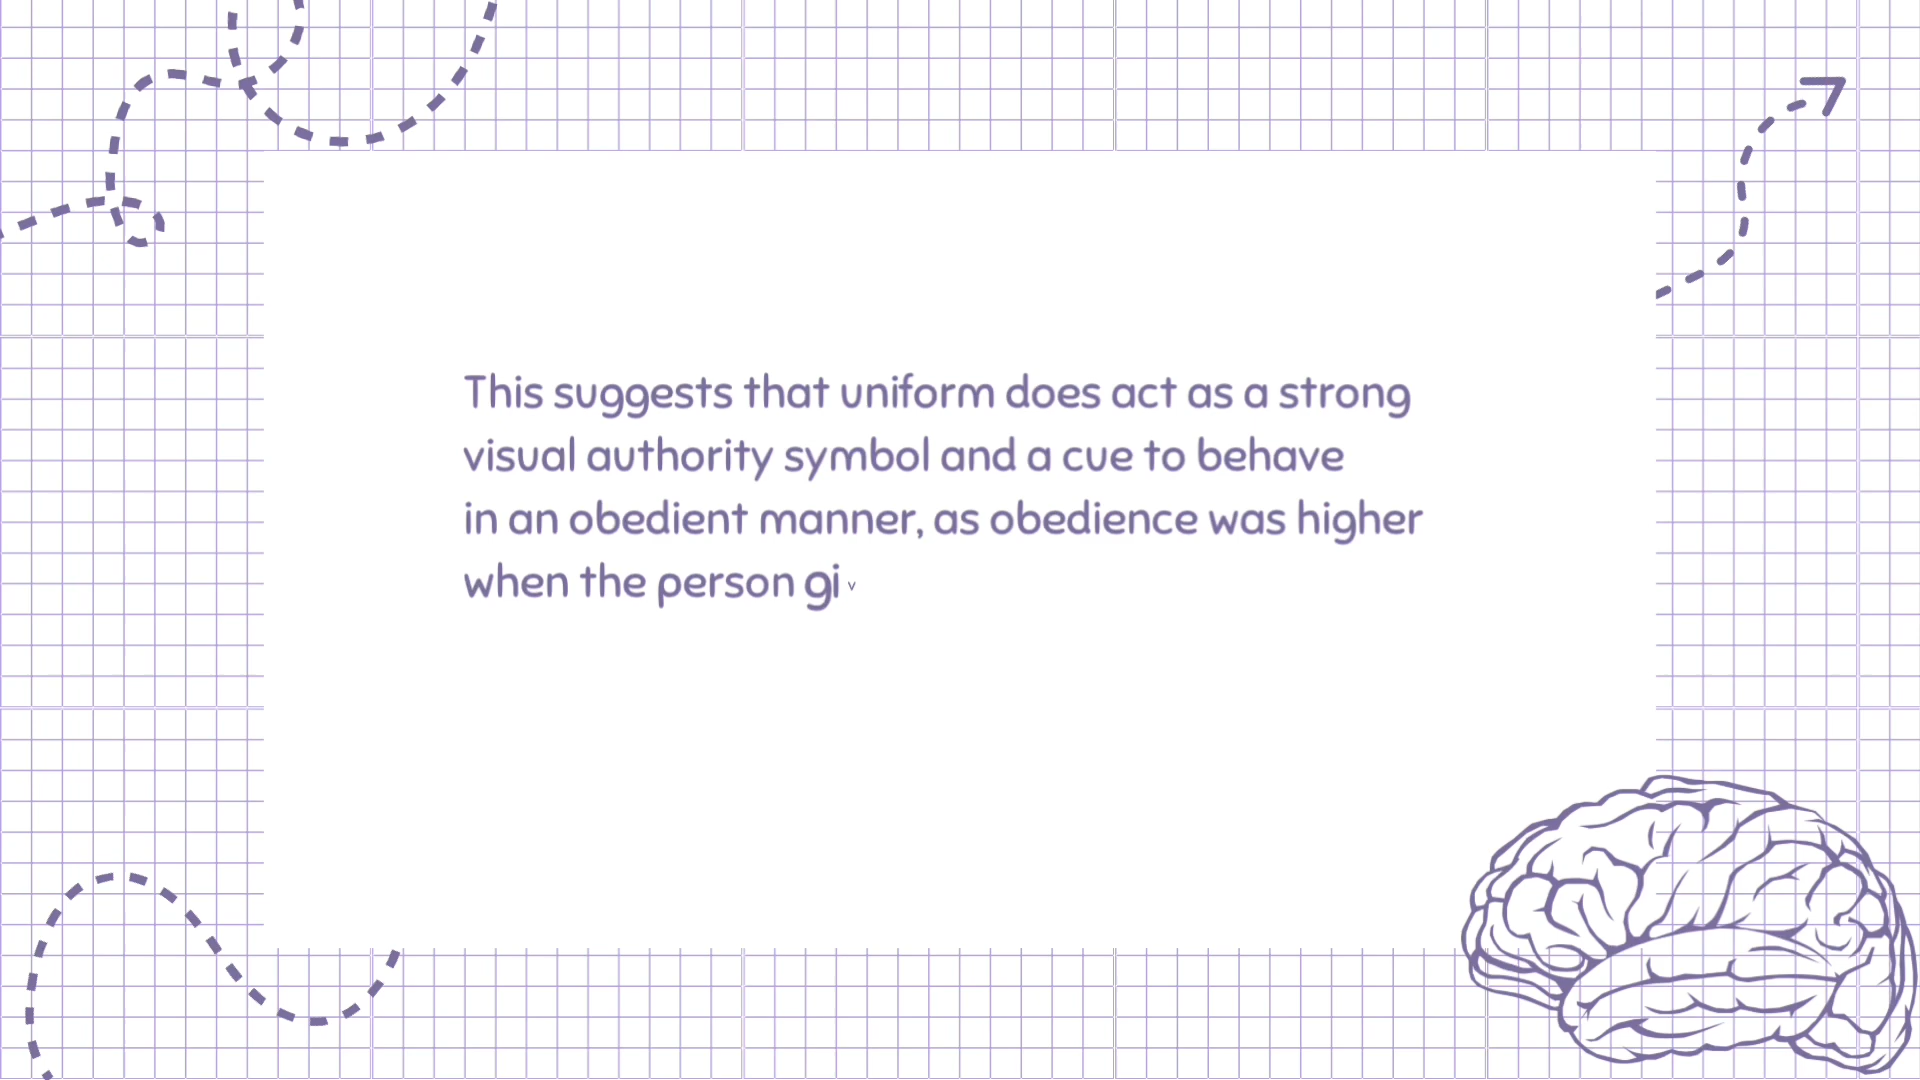 This suggests that uniform does act as a strong
visual authority symbol and a cue to behave
in an obedient manner, as obedience was higher
when the person giv